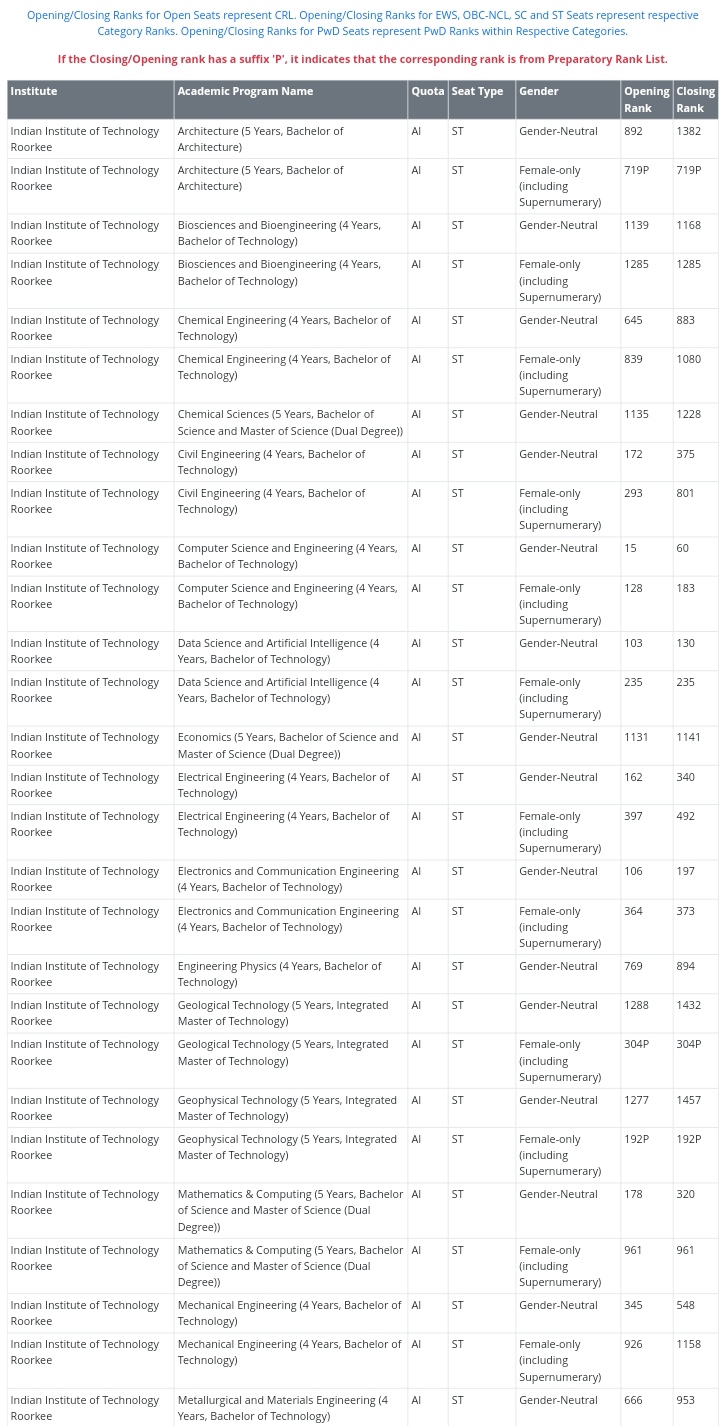 Opening/Closing Ranks for Open Seats represent CRL. Opening/Closing Ranks for EWS, OBC-NCL, SC and ST Seats represent respective
Category Ranks. Opening/Closing Ranks for PwD Seats represent PwD Ranks within Respective Categories.
If the Closing/Opening rank has a suffix 'P', it indicates that the corresponding rank is from Preparatory Rank List.
Institute Academic Program Name Quota Seat Type Gender Opening Closing
Rank Rank
Indian Institute of Technology Architecture (5 Years, Bachelor of AI ST Gender-Neutral 892 1382
Roorkee Architecture)
Indian Institute of Technology Architecture (5 Years, Bachelor of AI ST Female-only 719P 719P
Roorkee Architecture) (including
Supernumerary)
Indian Institute of Technology Biosciences and Bioengineering (4 Years, AI ST Gender-Neutral 1139 1168
Roorkee Bachelor of Technology)
Indian Institute of Technology Biosciences and Bioengineering (4 Years, AI ST Female-only 1285 1285
Roorkee Bachelor of Technology) (including
Supernumerary)
Indian Institute of Technology Chemical Engineering (4 Years, Bachelor of AI ST Gender-Neutral 645 883
Roorkee Technology)
Indian Institute of Technology Chemical Engineering (4 Years, Bachelor of AI ST Female-only 839 1080
Roorkee Technology) (including
Supernumerary)
Indian Institute of Technology Chemical Sciences (5 Years, Bachelor of AI ST Gender-Neutral 1135 1228
Roorkee Science and Master of Science (Dual Degree))
Indian Institute of Technology Civil Engineering (4 Years, Bachelor of AI ST Gender-Neutral 172 375
Roorkee Technology)
Indian Institute of Technology Civil Engineering (4 Years, Bachelor of AI ST Female-only 293 801
Roorkee Technology) (including
Supernumerary)
Indian Institute of Technology Computer Science and Engineering (4 Years, AI ST Gender-Neutral 15 60
Roorkee Bachelor of Technology)
Indian Institute of Technology Computer Science and Engineering (4 Years, AI ST Female-only 128 183
Roorkee Bachelor of Technology) (including
Supernumerary)
Indian Institute of Technology Data Science and Artificial Intelligence (4 AI ST Gender-Neutral 103 130
Roorkee Years, Bachelor of Technology)
Indian Institute of Technology Data Science and Artificial Intelligence (4 AI ST Female-only 235 235
Roorkee Years, Bachelor of Technology) (including
Supernumerary)
Indian Institute of Technology Economics (5 Years, Bachelor of Science and AI ST Gender-Neutral 1131 1141
Roorkee Master of Science (Dual Degree))
Indian Institute of Technology Electrical Engineering (4 Years, Bachelor of AI ST Gender-Neutral 162 340
Roorkee Technology)
Indian Institute of Technology Electrical Engineering (4 Years, Bachelor of AI ST Female-only 397 492
Roorkee Technology) (including
Supernumerary)
Indian Institute of Technology Electronics and Communication Engineering AI ST Gender-Neutral 106 197
Roorkee (4 Years, Bachelor of Technology)
Indian Institute of Technology Electronics and Communication Engineering AI ST Female-only 364 373
Roorkee (4 Years, Bachelor of Technology) (including
Supernumerary)
Indian Institute of Technology Engineering Physics (4 Years, Bachelor of AI ST Gender-Neutral 769 894
Roorkee Technology)
Indian Institute of Technology Geological Technology (5 Years, Integrated AI ST Gender-Neutral 1288 1432
Roorkee Master of Technology)
Indian Institute of Technology Geological Technology (5 Years, Integrated AI ST Female-only 304P 304P
Roorkee Master of Technology) (including
Supernumerary)
Indian Institute of Technology Geophysical Technology (5 Years, Integrated AI ST Gender-Neutral 1277 1457
Roorkee Master of Technology)
Indian Institute of Technology Geophysical Technology (5 Years, Integrated AI ST Female-only 192P 192P
Roorkee Master of Technology) (including
Supernumerary)
Indian Institute of Technology Mathematics & Computing (5 Years, Bachelor AI ST Gender-Neutral 178 320
Roorkee of Science and Master of Science (Dual
Degree))
Indian Institute of Technology Mathematics & Computing (5 Years, Bachelor AI ST Female-only 961 961
Roorkee of Science and Master of Science (Dual (including
Degree)) Supernumerary)
Indian Institute of Technology Mechanical Engineering (4 Years, Bachelor of AI ST Gender-Neutral 345 548
Roorkee Technology)
Indian Institute of Technology Mechanical Engineering (4 Years, Bachelor of AI ST Female-only 926 1158
Roorkee Technology) (including
Supernumerary)
Indian Institute of Technology Metallurgical and Materials Engineering (4 AI ST Gender-Neutral 666 953
Roorkee Years, Bachelor of Technology)